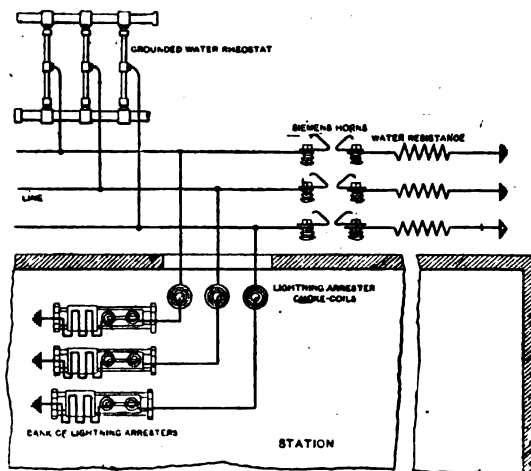 GROUNDED WATER RHEOSTAT
SIEMENS HORNS
WATER RESISTANCE
LINE
LIGHTNING ARRESTER
CHOKE-COILS
BANK OF LIGHTNING ARRESTERS
STATION